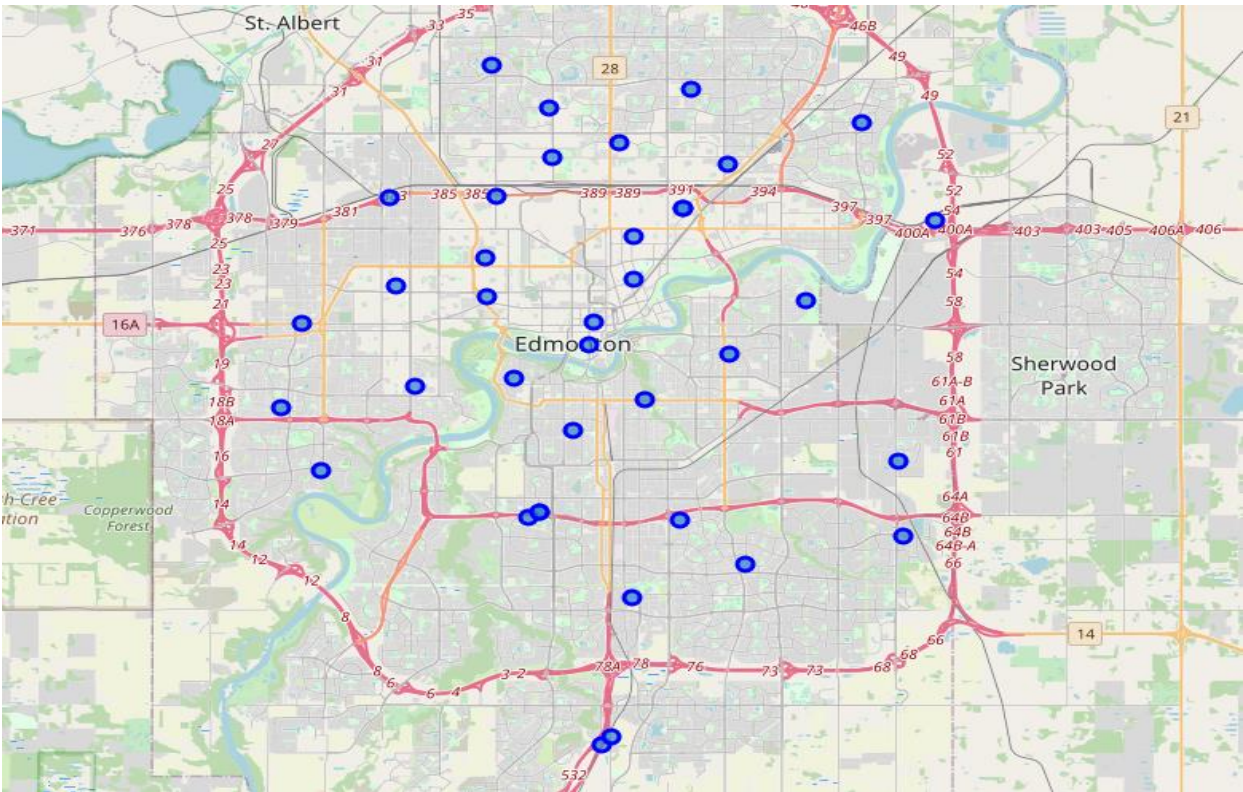 St. Albert
35
33
46B
31
28
49
31
49
21
27
52
25
385
385
389
389
391
394
52
378
381
397
54
371
376
378
379
397
400A
400A
403
403
405
406A
406
25
23
54
23
21
58
16A
Edmonton
19
58
Sherwood
Park
61A-B
18B
61A
18A
61B
61B
16
61
14
64A
Copperwood
Forest
64B
14
64B
12
64B-A
12
66
8
66
14
8
3
2
78A
78
76
73
73
68
68
6
6
4
532